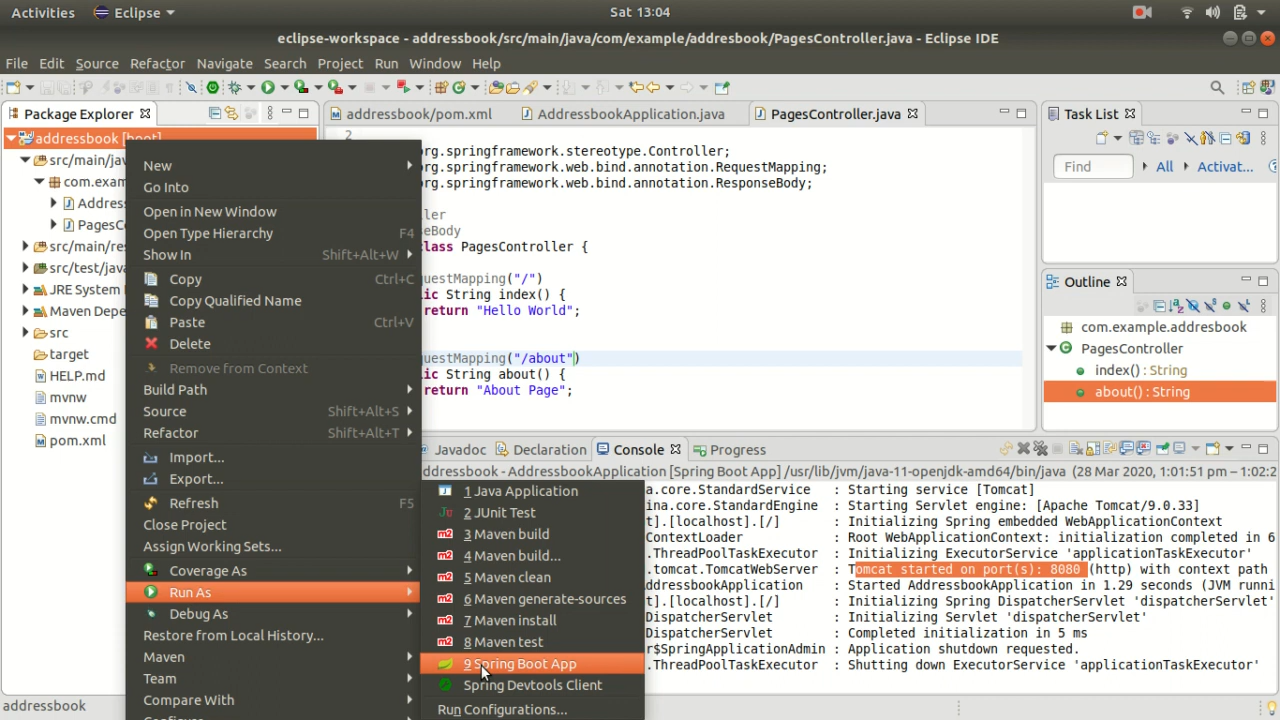 Activities Eclipse Sat 13:04
eclipse-workspace - addressbook/src/main/java/com/example/addresbook/PagesController.java - Eclipse IDE
File Edit Source Refactor Navigate Search Project Run Window Help
Package Explorer
addressbook [boot]
src/main/jav
com.exam
Address
PagesC
src/main/res
src/test/java
JRE System
Maven Depe
src
target
HELP.md
mvnw
mvnw.cmd
pom.xml
New
Go Into
Open in New Window
Open Type Hierarchy F4
Show In Shift+Alt+W
Copy Ctrl+C
Copy Qualified Name
Paste Ctrl+V
Delete
Remove from Context
Build Path
Source Shift+Alt+S
Refactor Shift+Alt+T
Import...
Export...
Refresh F5
Close Project
Assign Working Sets...
Coverage As
Run As
Debug As
Restore from Local History...
Maven
Team
Compare With
1 Java Application
2 JUnit Test
3 Maven build
4 Maven build...
5 Maven clean
6 Maven generate-sources
7 Maven install
8 Maven test
9 Spring Boot App
Spring Devtools Client
Run Configurations...
addressbook/pom.xml AddressbookApplication.java PagesController.java
2
org.springframework.stereotype.Controller;
org.springframework.web.bind.annotation.RequestMapping;
org.springframework.web.bind.annotation.ResponseBody;
ller
seBody
class PagesController {
questMapping("/")
lic String index() {
return "Hello World";
questMapping("/about")
lic String about() {
return "About Page";
Javadoc Declaration Console Progress
ddressbook - AddressbookApplication [Spring Boot App] /usr/lib/jvm/java-11-openjdk-amd64/bin/java (28 Mar 2020, 1:01:51 pm – 1:02:2
a.core.StandardService : Starting service [Tomcat]
a.core.StandardEngine : Starting Servlet engine: [Apache Tomcat/9.0.33]
].[localhost].[/] : Initializing Spring embedded WebApplicationContext
ContextLoader : Root WebApplicationContext: initialization completed in 6
.ThreadPoolTaskExecutor : Initializing ExecutorService 'applicationTaskExecutor'
.tomcat.TomcatWebServer : Tomcat started on port(s): 8080 (http) with context path
ddressbookApplication : Started AddressbookApplication in 1.29 seconds (JVM runni
].[localhost].[/] : Initializing Spring DispatcherServlet 'dispatcherServlet'
DispatcherServlet : Initializing Servlet 'dispatcherServlet'
DispatcherServlet : Completed initialization in 5 ms
r$SpringApplicationAdmin : Application shutdown requested.
.ThreadPoolTaskExecutor : Shutting down ExecutorService 'applicationTaskExecutor'
Task List
Find All Activat...
Outline
com.example.addresbook
PagesController
index() : String
about() : String
addressbook